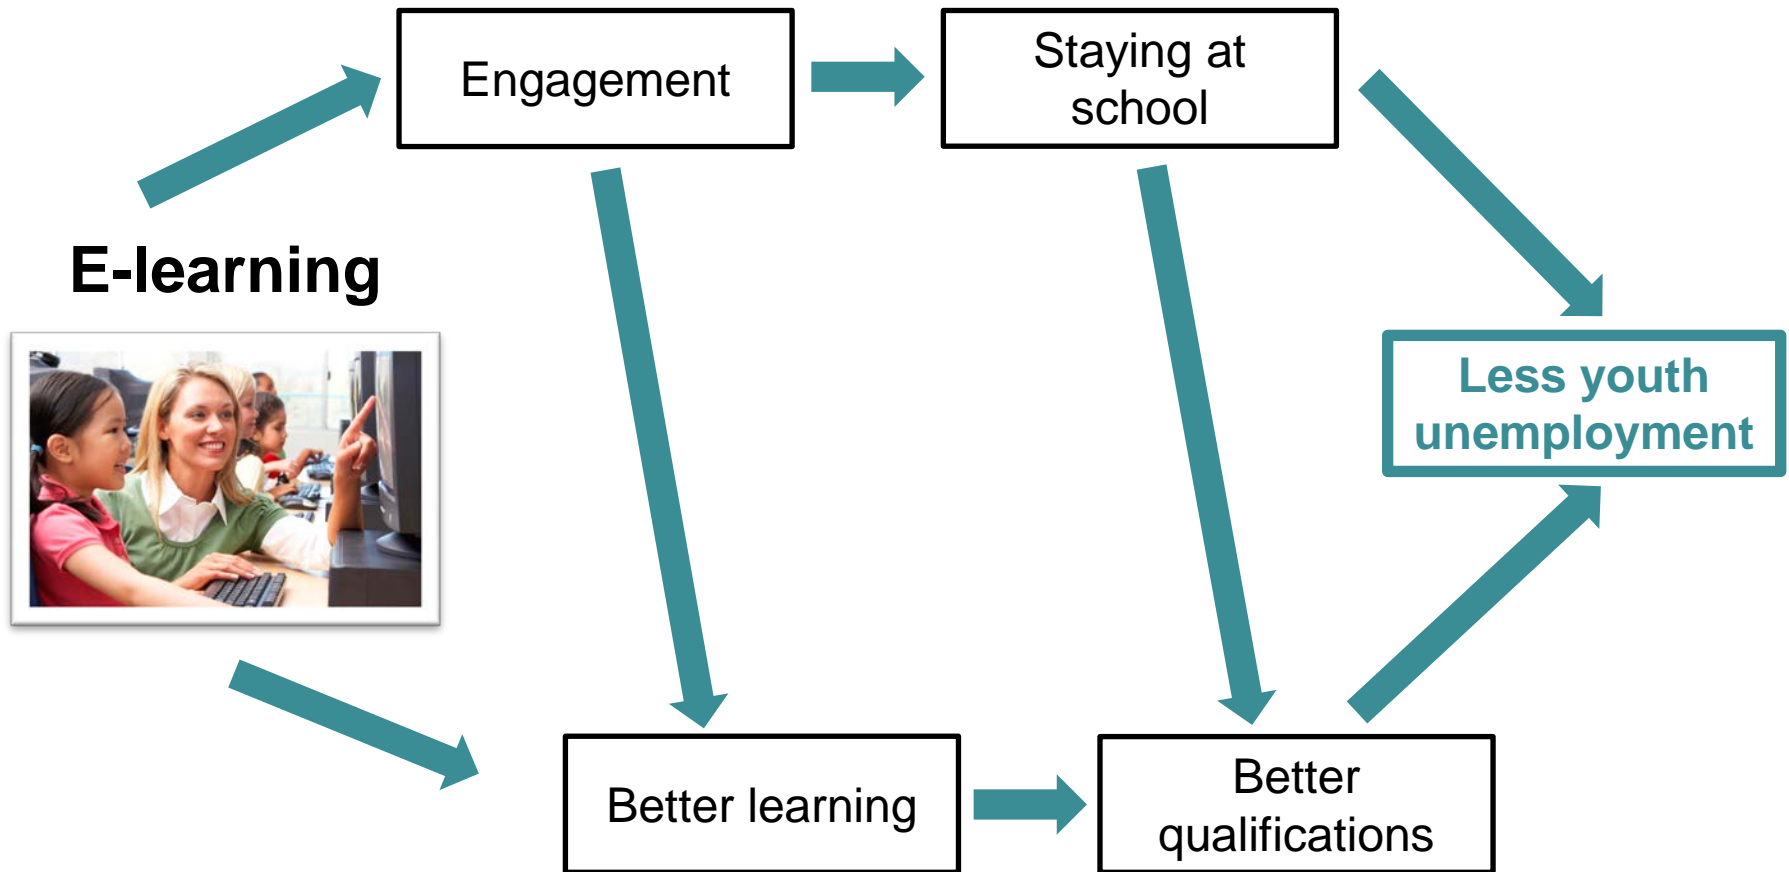 Engagement
Staying at
school
E-learning
Less youth
unemployment
Better learning
Better
qualifications